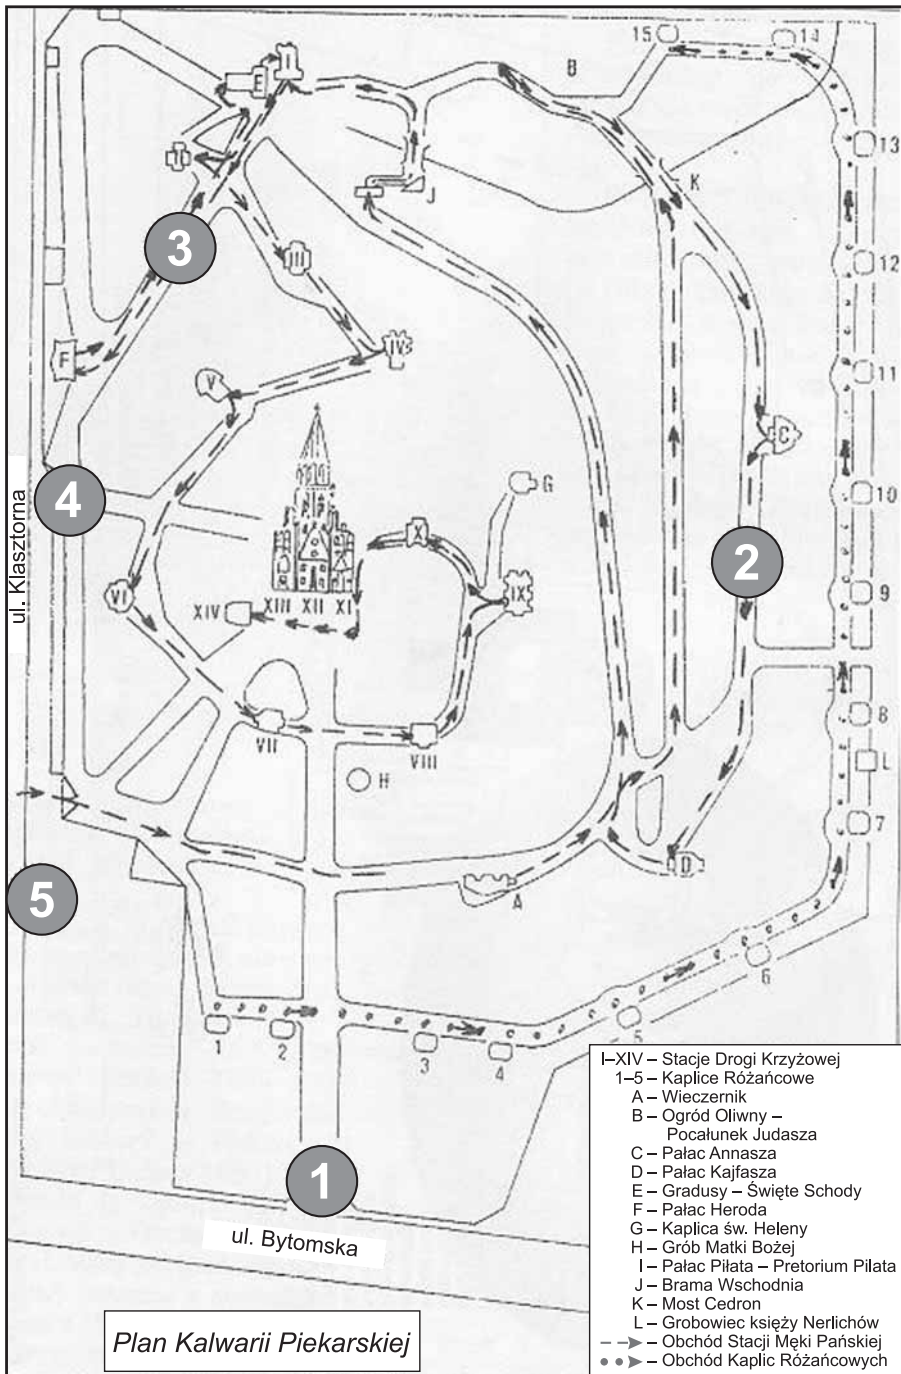 15
14
B
E
I
II
13
K
J
3
III
12
F
IV
V
11
C
ul. Klasztorna
4
G
10
X
2
IX
9
VI
XIV
XIII
XII
XI
8
VII
VIII
L
H
7
5
D
A
6
5
1
2
3
4
1
ul. Bytomska
Plan Kalwarii Piekarskiej
I–XIV – Stacje Drogi Krzyżowej
1–5 – Kaplice Różańcowe
A – Wieczernik
B – Ogród Oliwny –
Pocałunek Judasza
C – Pałac Annasza
D – Pałac Kajfasza
E – Gradusy – Święte Schody
F – Pałac Heroda
G – Kaplica św. Heleny
H – Grób Matki Bożej
I – Pałac Piłata – Pretorium Pilata
J – Brama Wschodnia
K – Most Cedron
L – Grobowiec księży Nerlichów
– Obchód Stacji Męki Pańskiej
– Obchód Kaplic Różańcowych